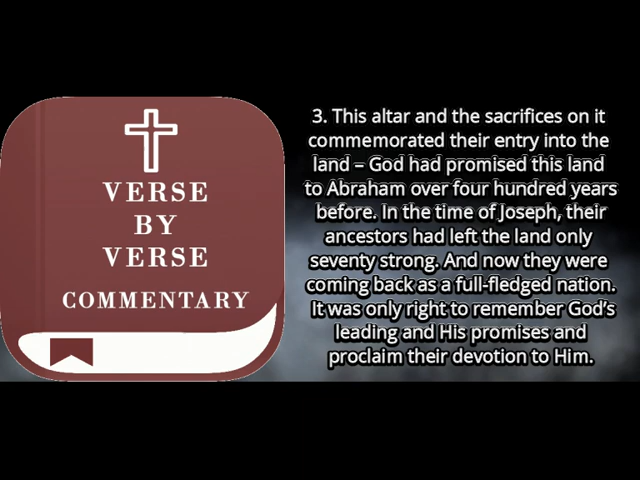 VERSE
BY
VERSE
COMMENTARY
3. This altar and the sacrifices on it
commemorated their entry into the
land – God had promised this land
to Abraham over four hundred years
before. In the time of Joseph, their
ancestors had left the land only
seventy strong. And now they were
coming back as a full-fledged nation.
It was only right to remember God's
leading and His promises and
proclaim their devotion to Him.